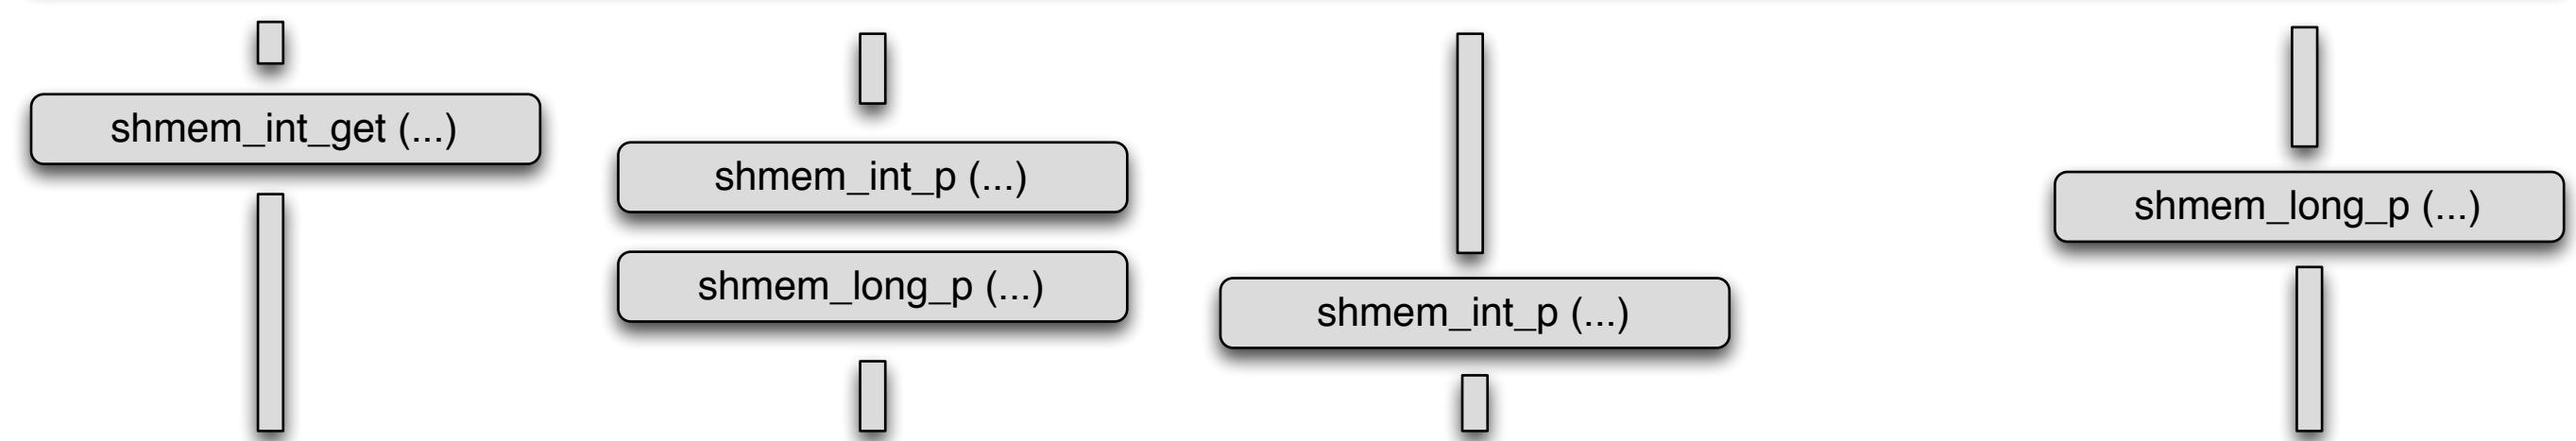 shmem_int_get (...)
shmem_int_p (...)
shmem_long_p (...)
shmem_int_p (...)
shmem_long_p (...)